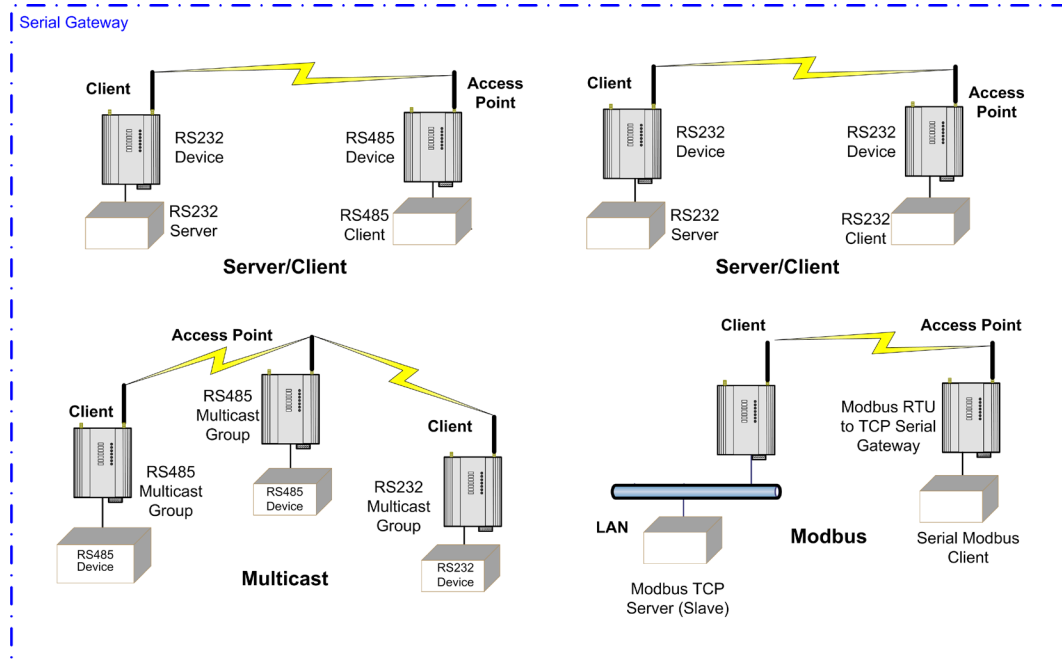 Serial Gateway
Client
RS232
Device
RS232
Server
RS485
Device
Access
Point
RS485
Client
Server/Client
Client
RS232
Device
RS232
Server
RS232
Device
Access
Point
RS232
Client
Server/Client
Access Point
Client
RS485
Multicast
Group
RS485
Device
RS485
Multicast
Group
RS485
Device
Client
RS232
Multicast
Group
RS232
Device
Multicast
Client
Access Point
Modbus RTU
to TCP Serial
Gateway
LAN
Modbus
Modbus TCP
Server (Slave)
Serial Modbus
Client